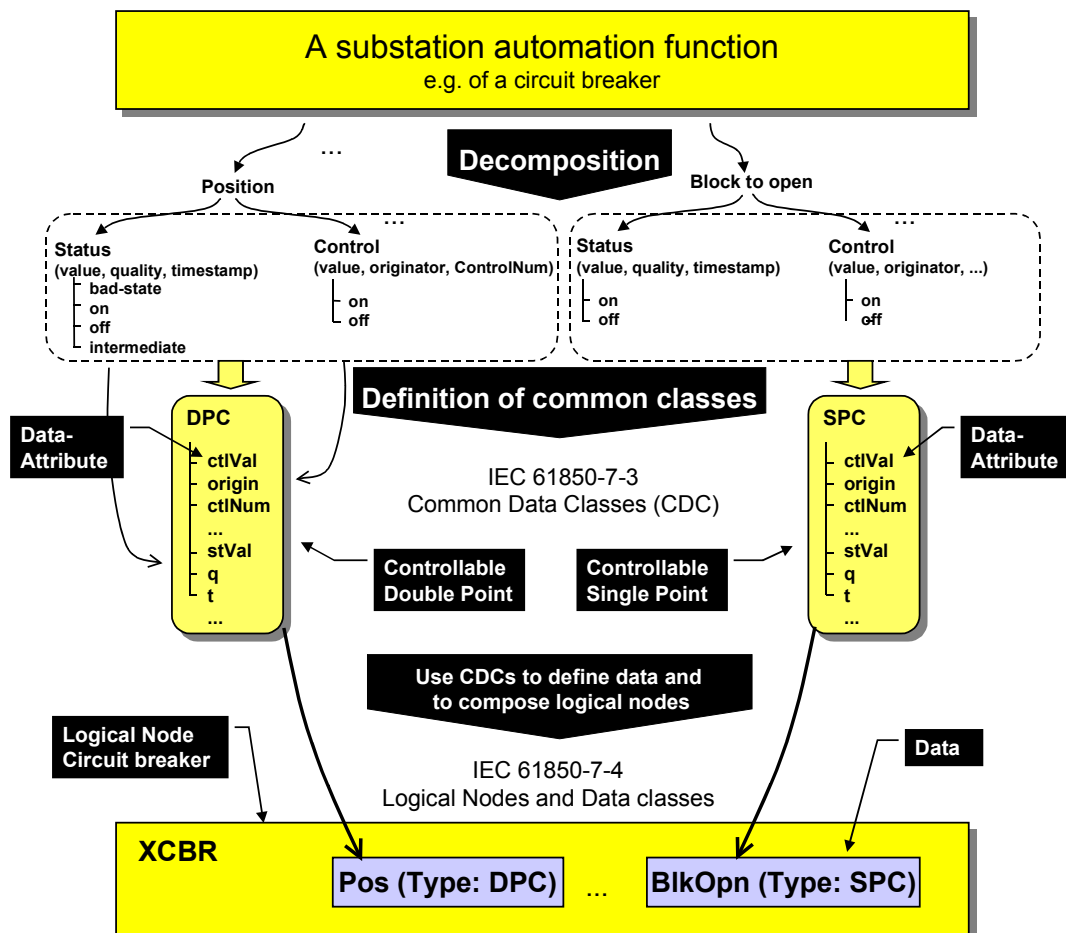 A substation automation function
e.g. of a circuit breaker
...
Decomposition
Position
Block to open
...
...
Status
(value, quality, timestamp)
bad-state
on
off
intermediate
Control
(value, originator, ControlNum)
on
off
Status
(value, quality, timestamp)
on
off
Control
(value, originator, ...)
on
off
Definition of common classes
Data-
Attribute
DPC
ctlVal
origin
ctlNum
...
stVal
q
t
...
IEC 61850-7-3
Common Data Classes (CDC)
Controllable
Double Point
Controllable
Single Point
SPC
ctlVal
origin
ctlNum
...
stVal
q
t
...
Data-
Attribute
Use CDCs to define data and
to compose logical nodes
Logical Node
Circuit breaker
Data
IEC 61850-7-4
Logical Nodes and Data classes
XCBR
Pos (Type: DPC)
...
BlkOpn (Type: SPC)